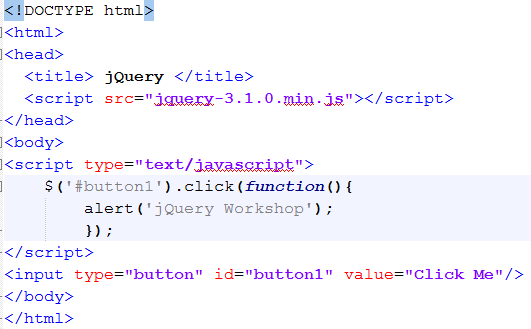 <!DOCTYPE html>
<html>
<head>
  <title> jQuery </title>
  <script src="jquery-3.1.0.min.js"></script>
</head>
<body>
<script type="text/javascript">
    $('#button1').click(function(){
        alert('jQuery Workshop');
        });
</script>
<input type="button" id="button1" value="Click Me"/>
</body>
</html>